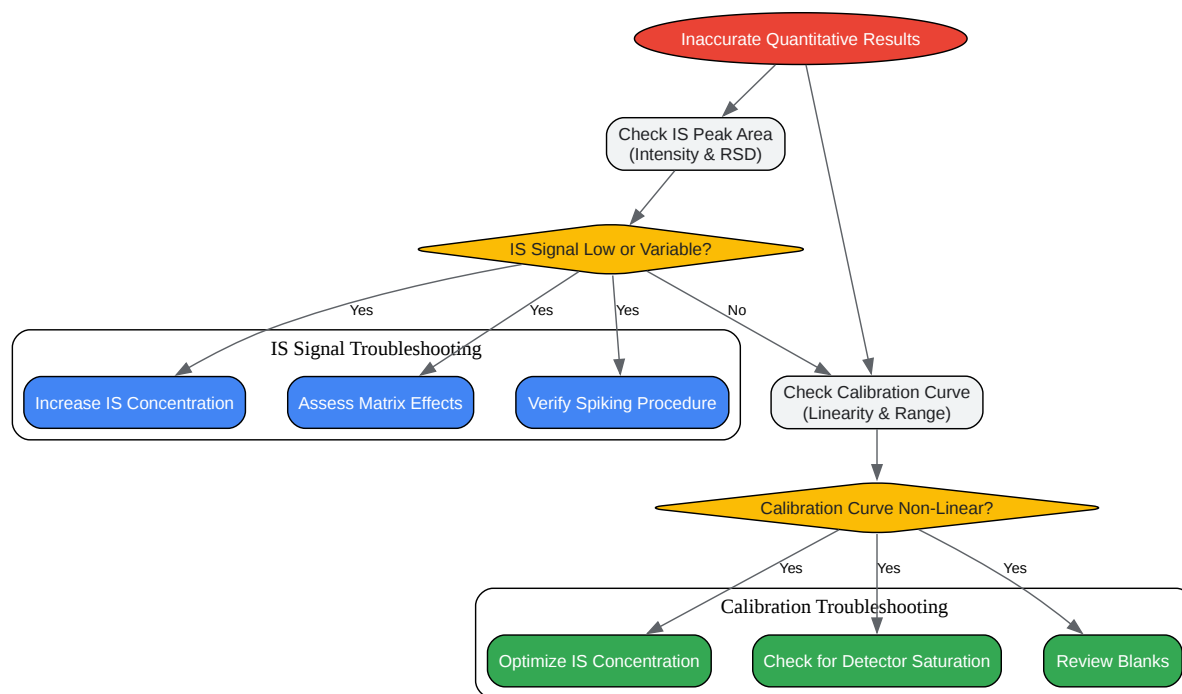 Inaccurate Quantitative Results
Check IS Peak Area
(Intensity & RSD)
IS Signal Low or Variable?
Yes
Yes
Yes
No
IS Signal Troubleshooting
Increase IS Concentration
Assess Matrix Effects
Verify Spiking Procedure
Check Calibration Curve
(Linearity & Range)
Calibration Curve Non-Linear?
Yes
Yes
Yes
Calibration Troubleshooting
Optimize IS Concentration
Check for Detector Saturation
Review Blanks